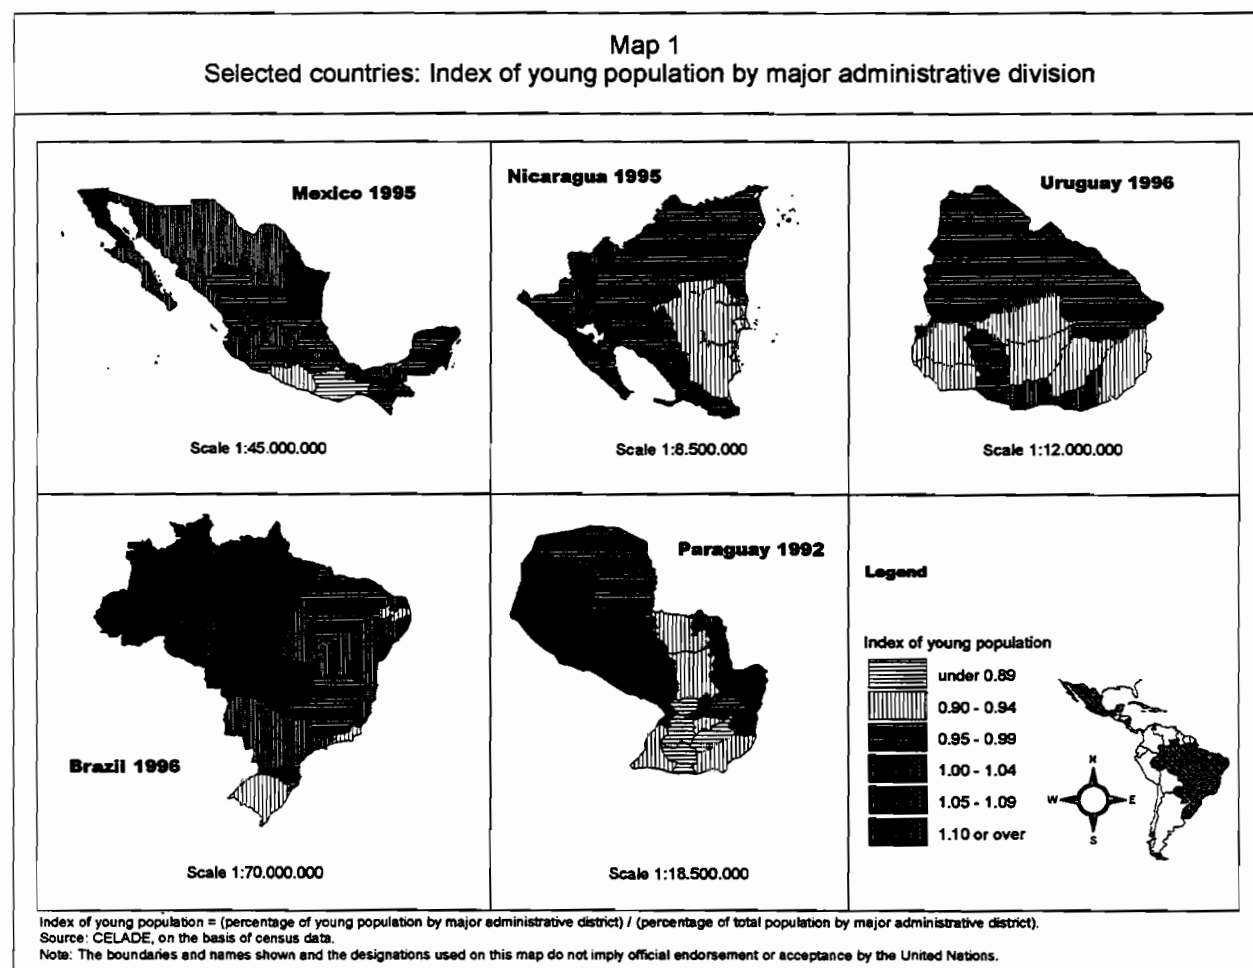 Map 1
Selected countries: Index of young population by major administrative division
Mexico 1995
Scale 1:45.000.000
Nicaragua 1995
Scale 1:8.500.000
Uruguay 1996
Scale 1:12.000.000
Brazil 1996
Scale 1:70.000.000
Paraguay 1992
Scale 1:18.500.000
Legend
Index of young population
under 0.89
0.90 - 0.94
0.95 - 0.99
1.00 - 1.04
1.05 - 1.09
1.10 or over
N
W E
S
Index of young population = (percentage of young population by major administrative district) / (percentage of total population by major administrative district).
Source: CELADE, on the basis of census data.
Note: The boundaries and names shown and the designations used on this map do not imply official endorsement or acceptance by the United Nations.